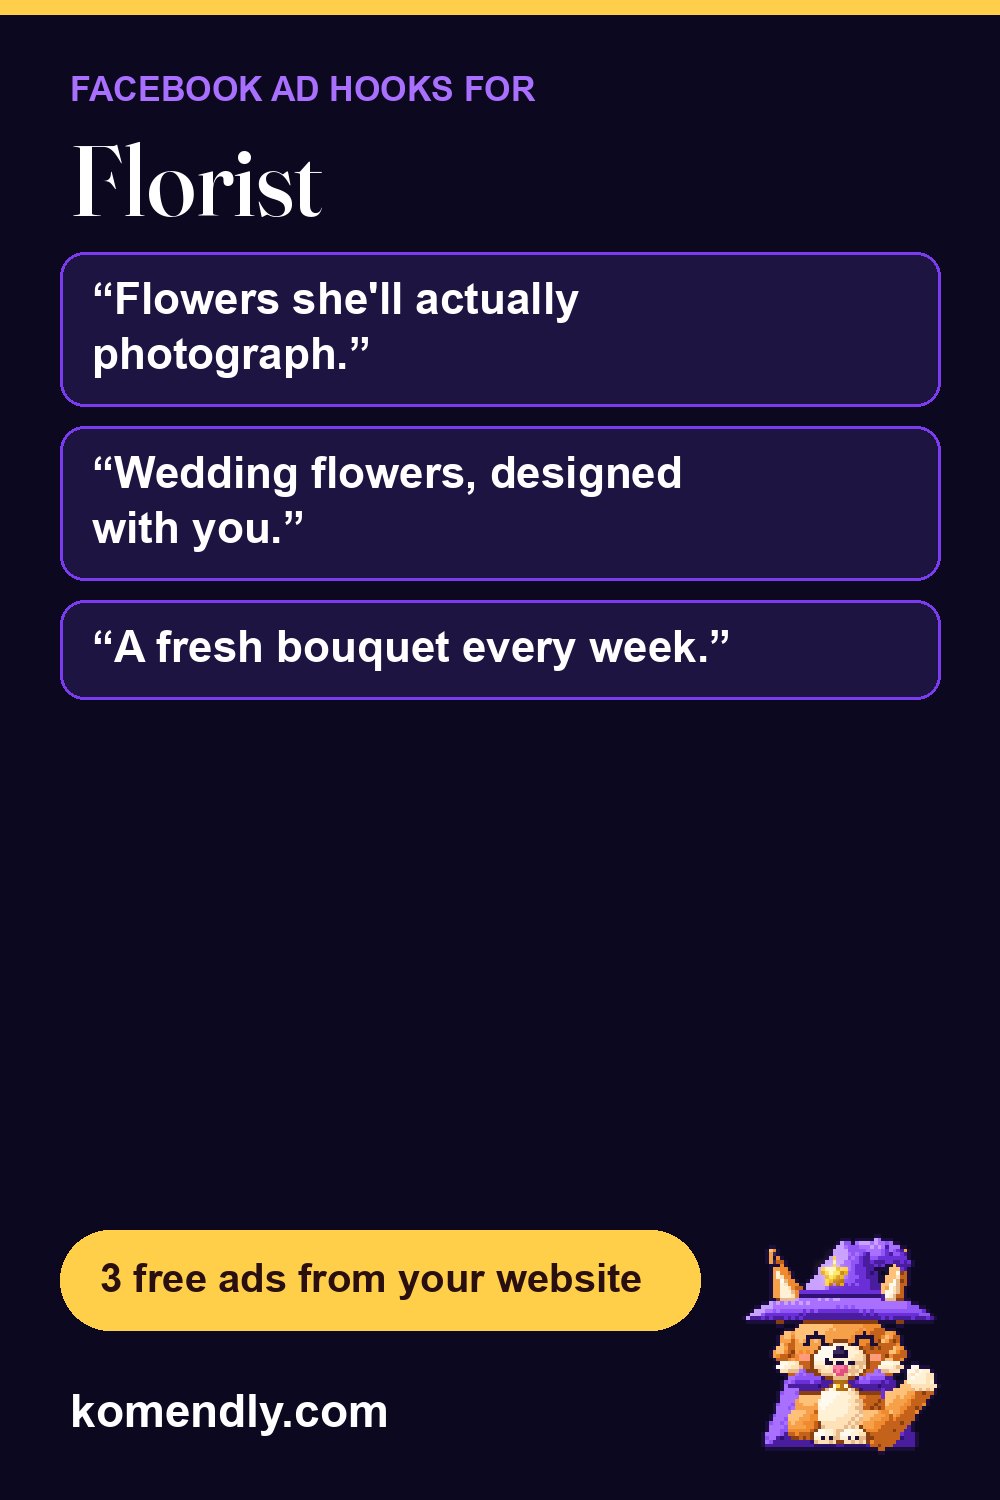 FACEBOOK AD HOOKS FOR
Florist
“Flowers she'll actually
photograph.”
“Wedding flowers, designed
with you.”
“A fresh bouquet every week.”
3 free ads from your website
komendly.com